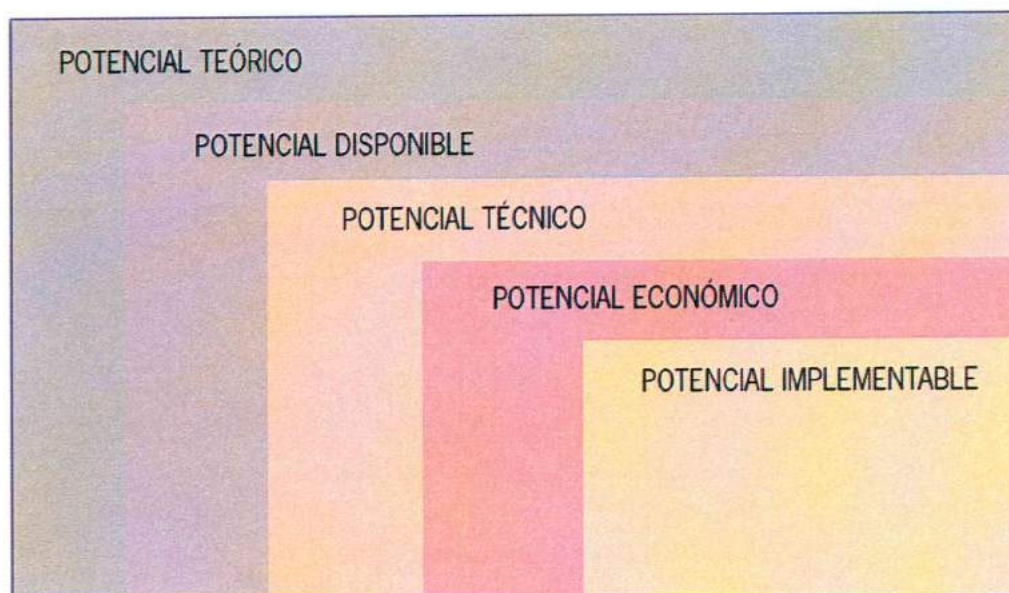 POTENCIAL TEÓRICO
POTENCIAL DISPONIBLE
POTENCIAL TÉCNICO
POTENCIAL ECONÓMICO
POTENCIAL IMPLEMENTABLE